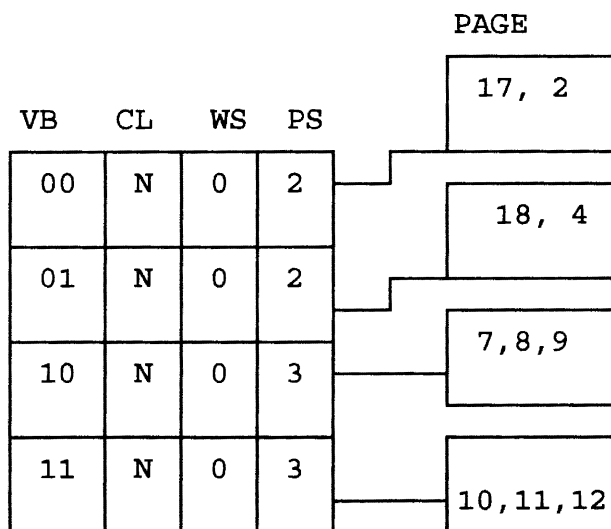 PAGE
17, 2
VB CL WS PS
00 N 0 2
18, 4
01 N 0 2
7,8,9
10 N 0 3
11 N 0 3
10,11,12